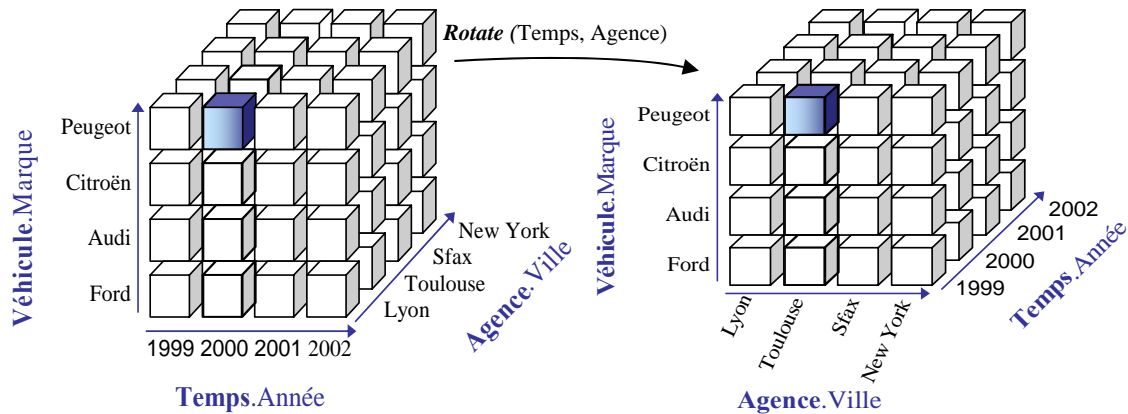 Rotate (Temps, Agence)
Véhicule.Marque
Peugeot
Citroën
Audi
Ford
1999 2000 2001 2002
Temps.Année
New York
Sfax
Toulouse
Lyon
Agence.Ville
Véhicule.Marque
Peugeot
Citroën
Audi
Ford
Lyon
Toulouse
Sfax
New York
Agence.Ville
2002
2001
2000
1999
Temps.Année